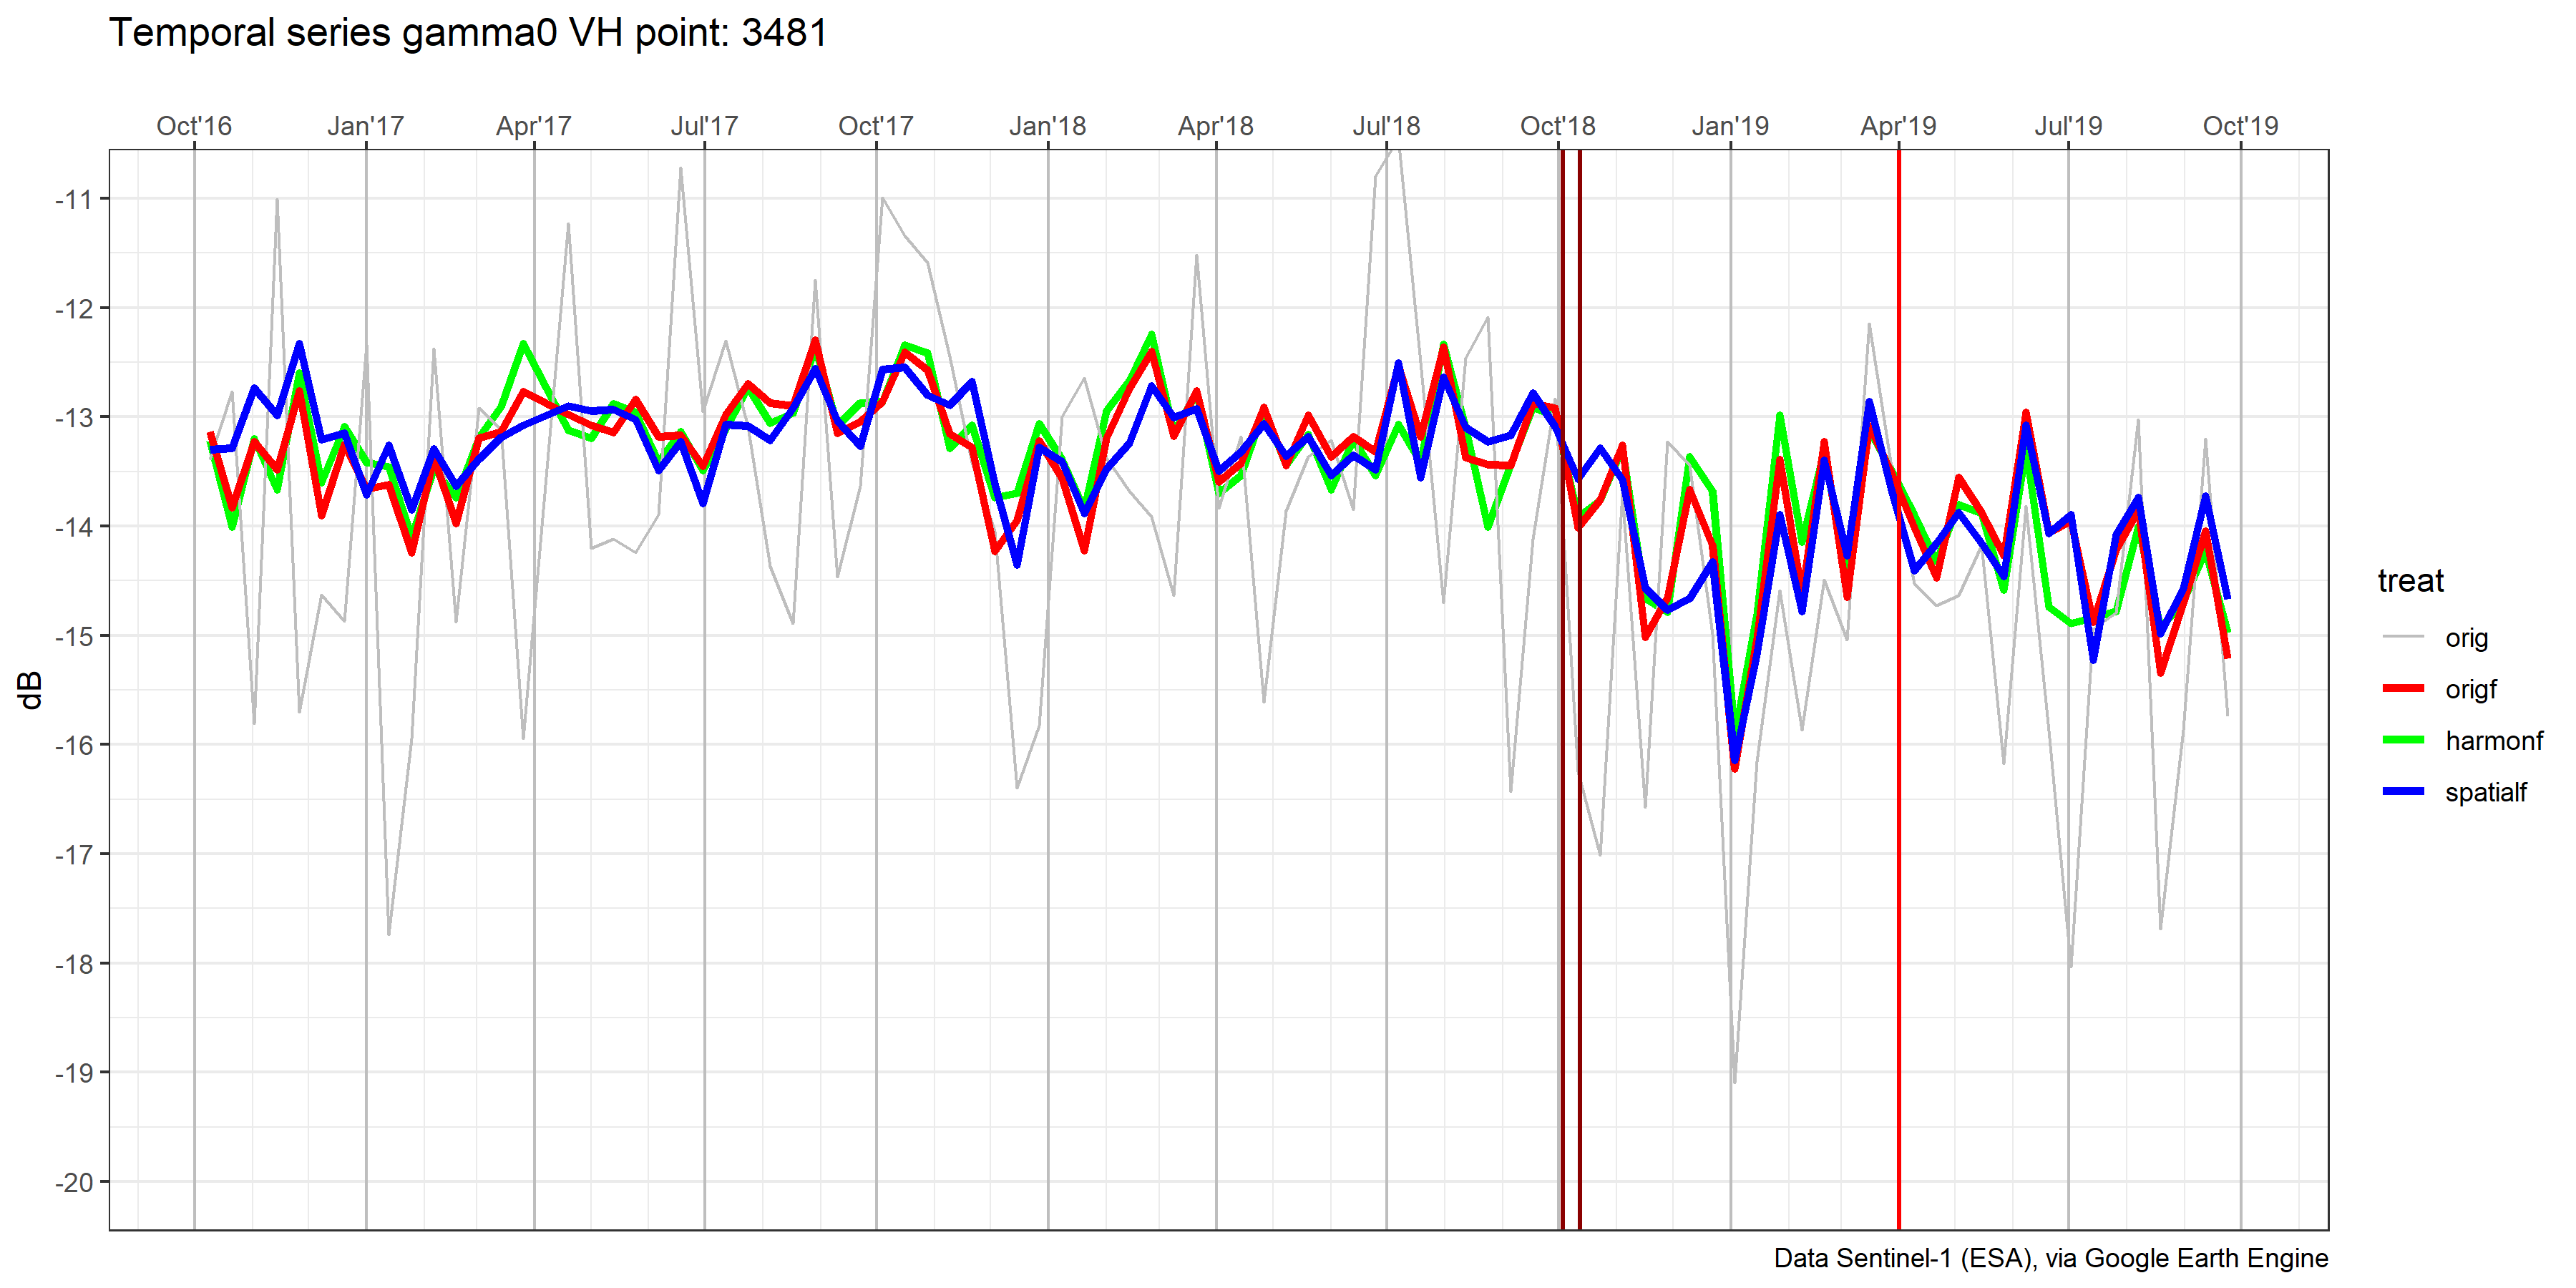 Temporal series gamma0 VH point: 3481
Oct'16 Jan'17 Apr'17 Jul'17 Oct'17 Jan'18 Apr'18 Jul'18 Oct'18 Jan'19 Apr'19 Jul'19 Oct'19
-11
-12
-13
-14
-15
-16
-17
-18
-19
-20
dB
treat
orig
origf
harmonf
spatialf
Data Sentinel-1 (ESA), via Google Earth Engine